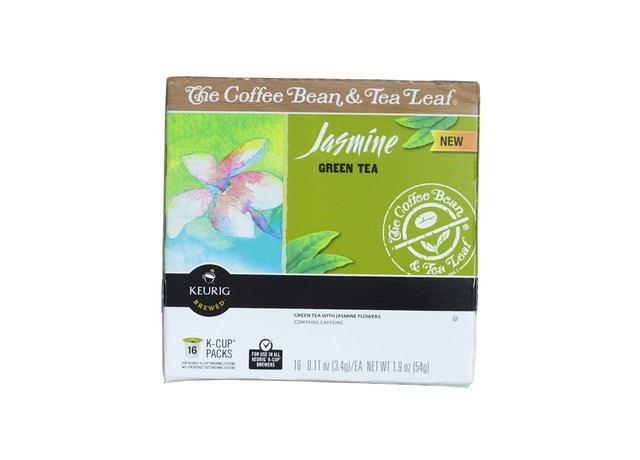 The Coffee Bean & Tea Leaf®
Jasmine
NEW
GREEN TEA
The Coffee Bean
& Tea Leaf®
KEURIG®
BREWED®
GREEN TEA WITH JASMINE FLOWERS
CONTAINS CAFFEINE
16
K-CUP®
PACKS
FOR USE IN ALL
KEURIG K-CUP®
BREWERS
16 - 0.11 oz (3.4g)/EA NET WT 1.9 oz (54g)